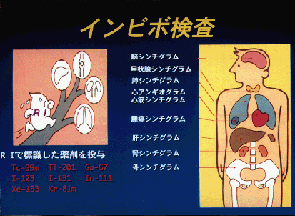 インビボ検査
脳シンチグラム
甲状腺シンチグラム
肺シンチグラム
心アンギオグラム
心筋シンチグラム
腫瘍シンチグラム
肝シンチグラム
腎シンチグラム
骨シンチグラム
R
RIで標識した薬剤を投与
Tc-99m Tl-201 Ga-67
I-123 I-131 In-111
Xe-133 Kr-81m